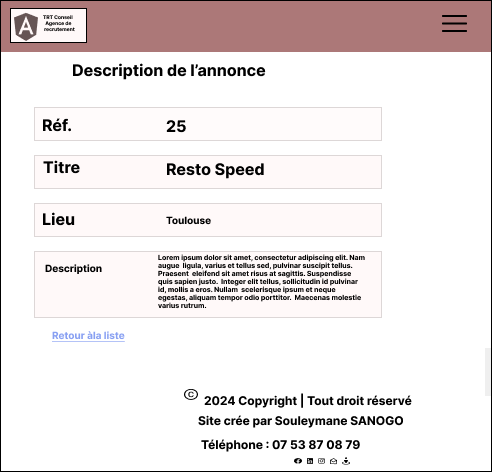 TRT Conseil
Agence de
recrutement
Description de l’annonce
Réf. 25
Titre Resto Speed
Lieu Toulouse
Description
Lorem ipsum dolor sit amet, consectetur adipiscing elit. Nam
augue ligula, varius et tellus sed, pulvinar suscipit tellus.
Praesent eleifend sit amet risus at sagittis. Suspendisse
quis sapien justo. Integer elit tellus, sollicitudin id pulvinar
id, mollis a eros. Nullam scelerisque ipsum et neque
egestas, aliquam tempor odio porttitor. Maecenas molestie
varius rutrum.
Retour àla liste
© 2024 Copyright | Tout droit réservé
Site crée par Souleymane SANOGO
Téléphone : 07 53 87 08 79